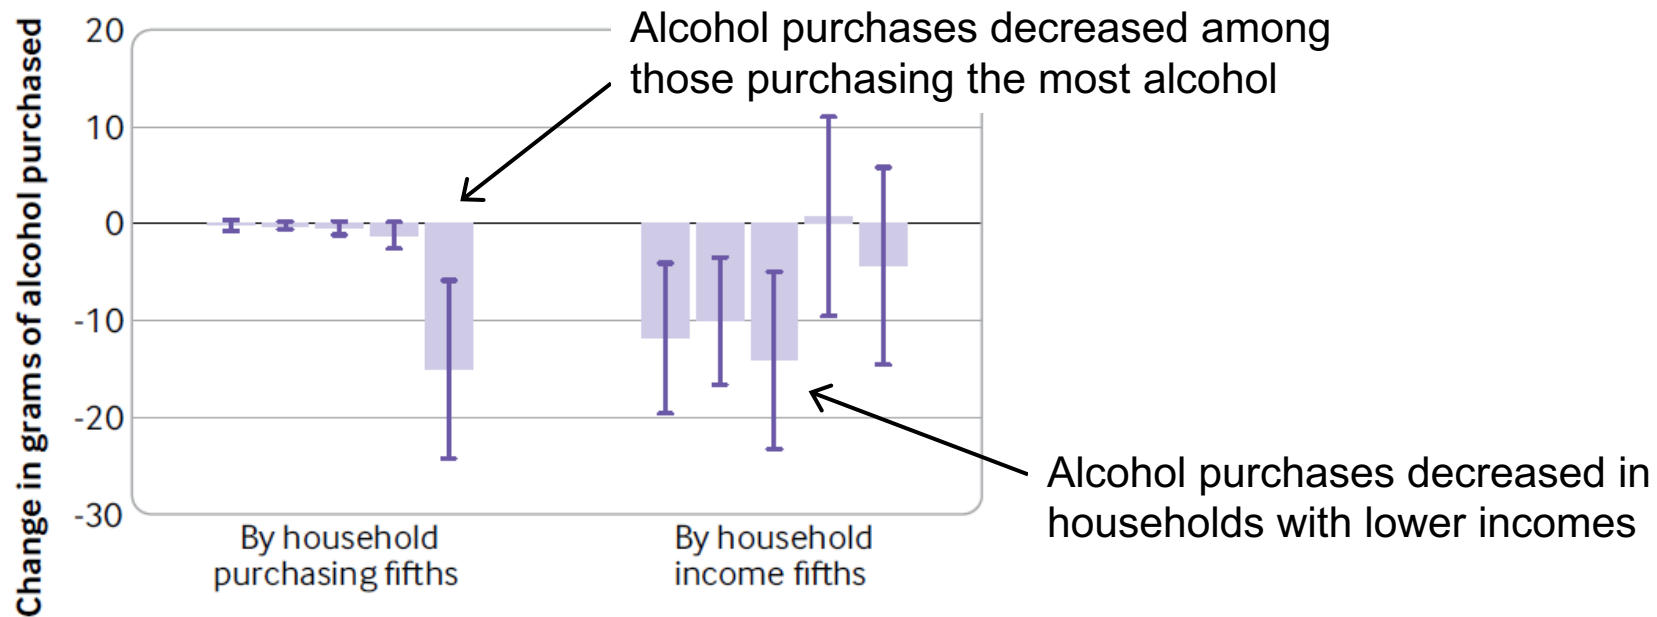 Change in grams of alcohol purchased
20
10
0
-10
-20
-30
Alcohol purchases decreased among
those purchasing the most alcohol
Alcohol purchases decreased in
households with lower incomes
By household
purchasing fifths
By household
income fifths